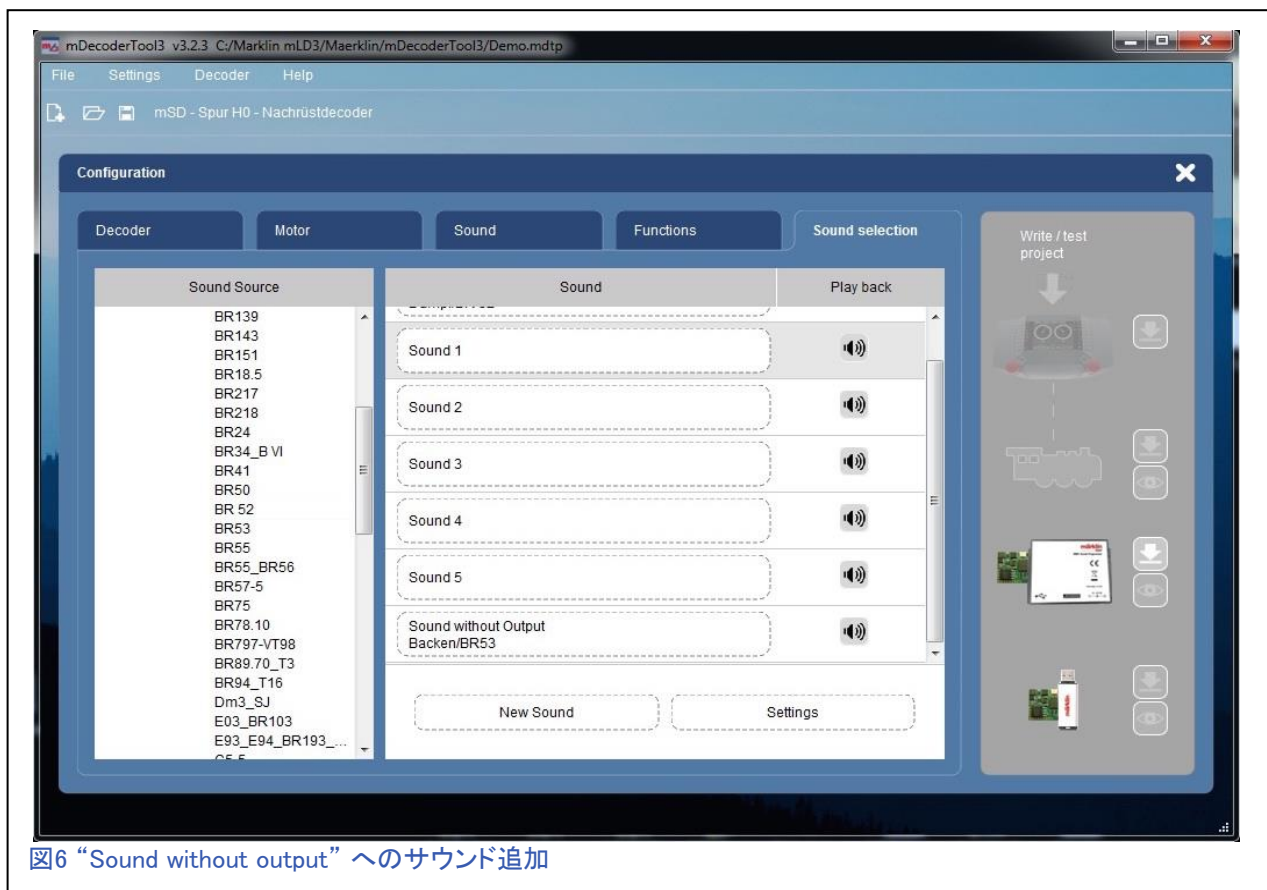 mDecoderTool3 v3.2.3 C:/Marklin mLD3/Maerklin/mDecoderTool3/Demo.mdtp
File Settings Decoder Help
mSD - Spur H0 - Nachrüstdecoder
Configuration
Decoder Motor Sound Functions Sound selection
Sound Source
BR139
BR143
BR151
BR18.5
BR217
BR218
BR24
BR34_B VI
BR41
BR50
BR 52
BR53
BR55
BR55_BR56
BR57-5
BR75
BR78.10
BR797-VT98
BR89.70_T3
BR94_T16
Dm3_SJ
E03_BR103
E93_E94_BR193_...
Sound Play back
Sound 1
Sound 2
Sound 3
Sound 4
Sound 5
Sound without Output
Backen/BR53
New Sound Settings
Write / test
project
märklin
märklin
図6 “Sound without output” へのサウンド追加